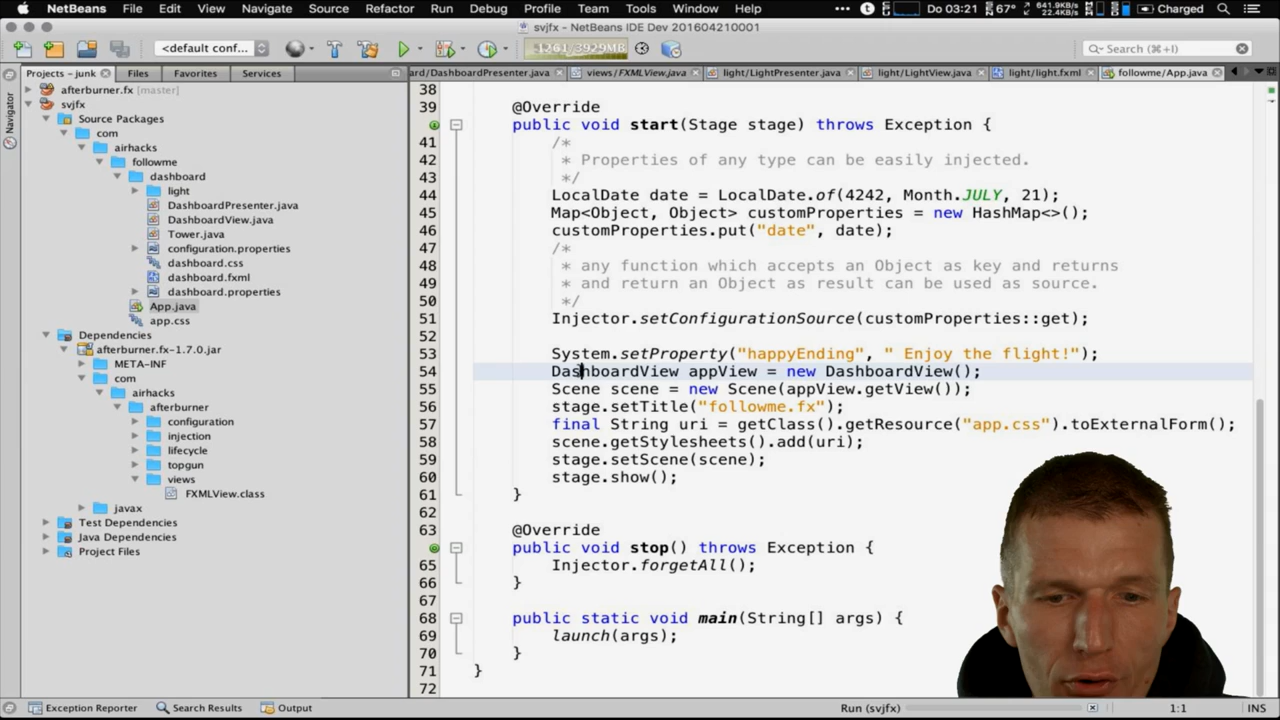 NetBeans File Edit View Navigate Source Refactor Run Debug Profile Team Tools Window Help ••• 67° 641.9KB/s 22.4KB/s Charged Do 03:21
svjfx - NetBeans IDE Dev 201604210001
<default conf... 1261/3929MB Search (⌘+I)
Projects - junk Files Favorites Services
ard/DashboardPresenter.java views/FXMLView.java light/LightPresenter.java light/LightView.java light/light.fxml followme/App.java
Navigator
afterburner.fx [master]
svjfx
Source Packages
com
airhacks
followme
dashboard
light
DashboardPresenter.java
DashboardView.java
Tower.java
configuration.properties
dashboard.css
dashboard.fxml
dashboard.properties
App.java
app.css
Dependencies
afterburner.fx-1.7.0.jar
META-INF
com
airhacks
afterburner
configuration
injection
lifecycle
topgun
views
FXMLView.class
javax
Test Dependencies
Java Dependencies
Project Files
38
39 @Override
public void start(Stage stage) throws Exception {
41 /*
42 * Properties of any type can be easily injected.
43 */
44 LocalDate date = LocalDate.of(4242, Month.JULY, 21);
45 Map<Object, Object> customProperties = new HashMap<>();
46 customProperties.put("date", date);
47 /*
48 * any function which accepts an Object as key and returns
49 * and return an Object as result can be used as source.
50 */
51 Injector.setConfigurationSource(customProperties::get);
52
53 System.setProperty("happyEnding", " Enjoy the flight!");
54 DashboardView appView = new DashboardView();
55 Scene scene = new Scene(appView.getView());
56 stage.setTitle("followme.fx");
57 final String uri = getClass().getResource("app.css").toExternalForm();
58 scene.getStylesheets().add(uri);
59 stage.setScene(scene);
60 stage.show();
61 }
62
63 @Override
public void stop() throws Exception {
65 Injector.forgetAll();
66 }
67
68 public static void main(String[] args) {
69 launch(args);
70 }
71 }
72
Exception Reporter Search Results Output Run (svjfx) 1:1 INS